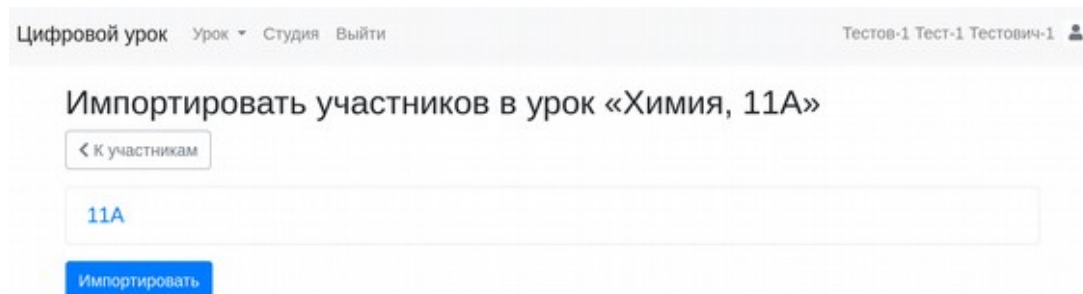 Цифровой урок Урок Студия Выйти Тестов-1 Тест-1 Тестович-1
Импортировать участников в урок «Химия, 11А»
К участникам
11А
Импортировать